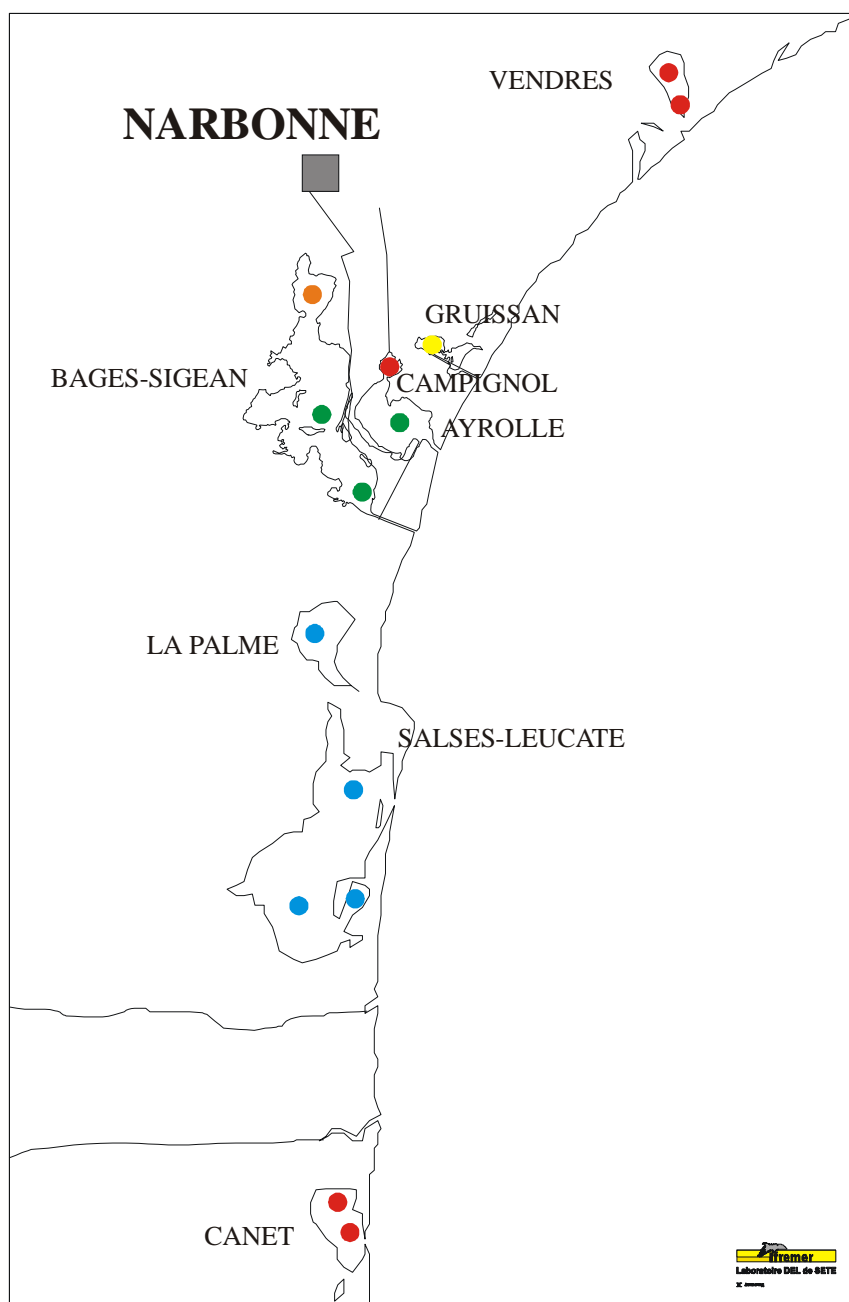 VENDRES
NARBONNE
GRUISSAN
BAGES-SIGEAN
CAMPIGNOL
AYROLLE
LA PALME
SALSES-LEUCATE
CANET
Ifremer
Laboratoire DEL de SETE